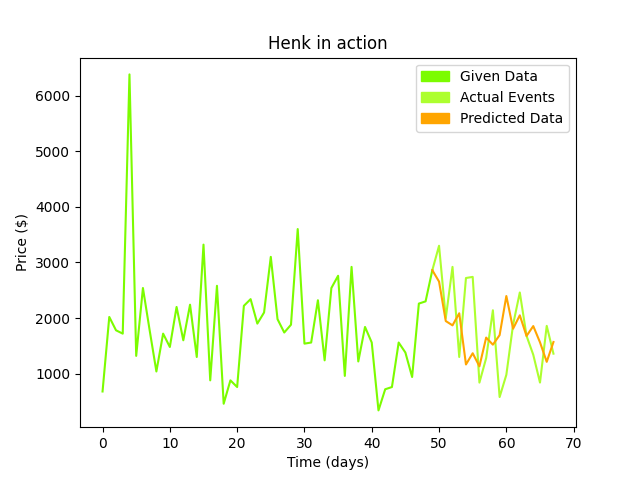 Henk in action
Given Data
Actual Events
Predicted Data
Price ($)
6000
5000
4000
3000
2000
1000
0 10 20 30 40 50 60 70
Time (days)